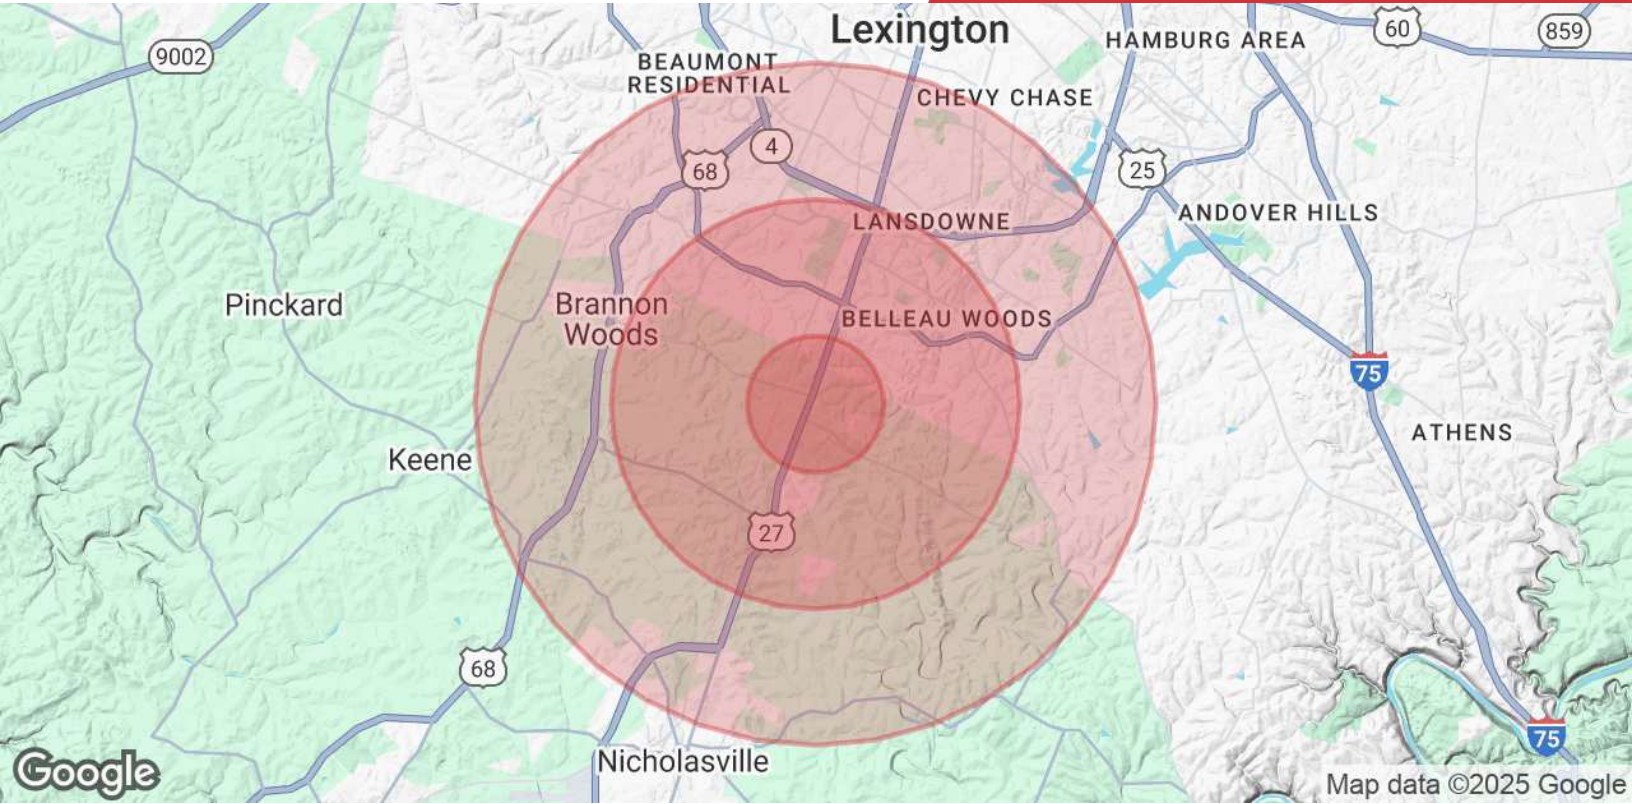 Lexington
60
859
HAMBURG AREA
9002
BEAUMONT
RESIDENTIAL
CHEVY CHASE
4
68
25
LANSDOWNE
ANDOVER HILLS
Pinckard
Brannon
Woods
BELLEAU WOODS
75
ATHENS
Keene
27
68
75
Nicholasville
Google
Map data ©2025 Google